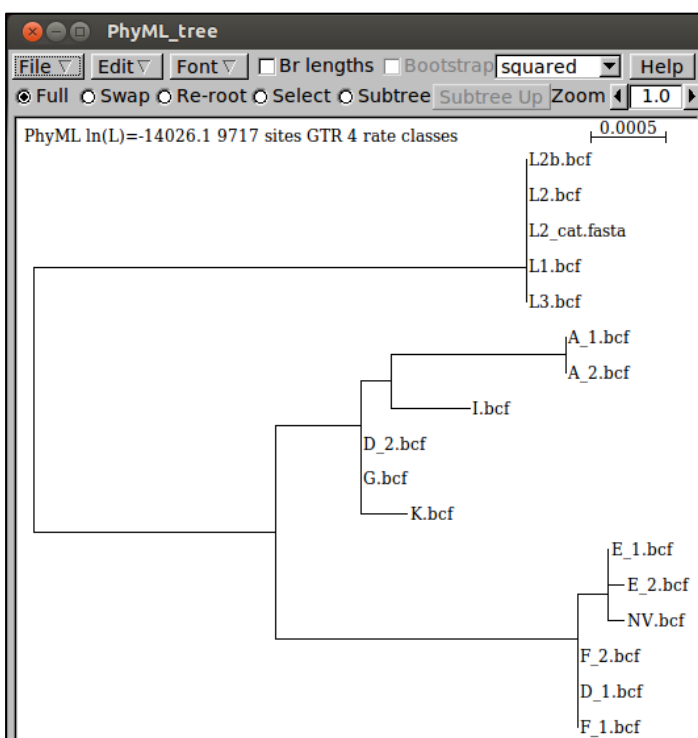 PhyML_tree
File Edit Font Br lengths Bootstrap squared Help
Full Swap Re-root Select Subtree Subtree Up Zoom 1.0
PhyML ln(L)=-14026.1 9717 sites GTR 4 rate classes 0.0005
L2b.bcf
L2.bcf
L2_cat.fasta
L1.bcf
L3.bcf
A_1.bcf
A_2.bcf
I.bcf
D_2.bcf
G.bcf
K.bcf
E_1.bcf
E_2.bcf
NV.bcf
F_2.bcf
D_1.bcf
F_1.bcf